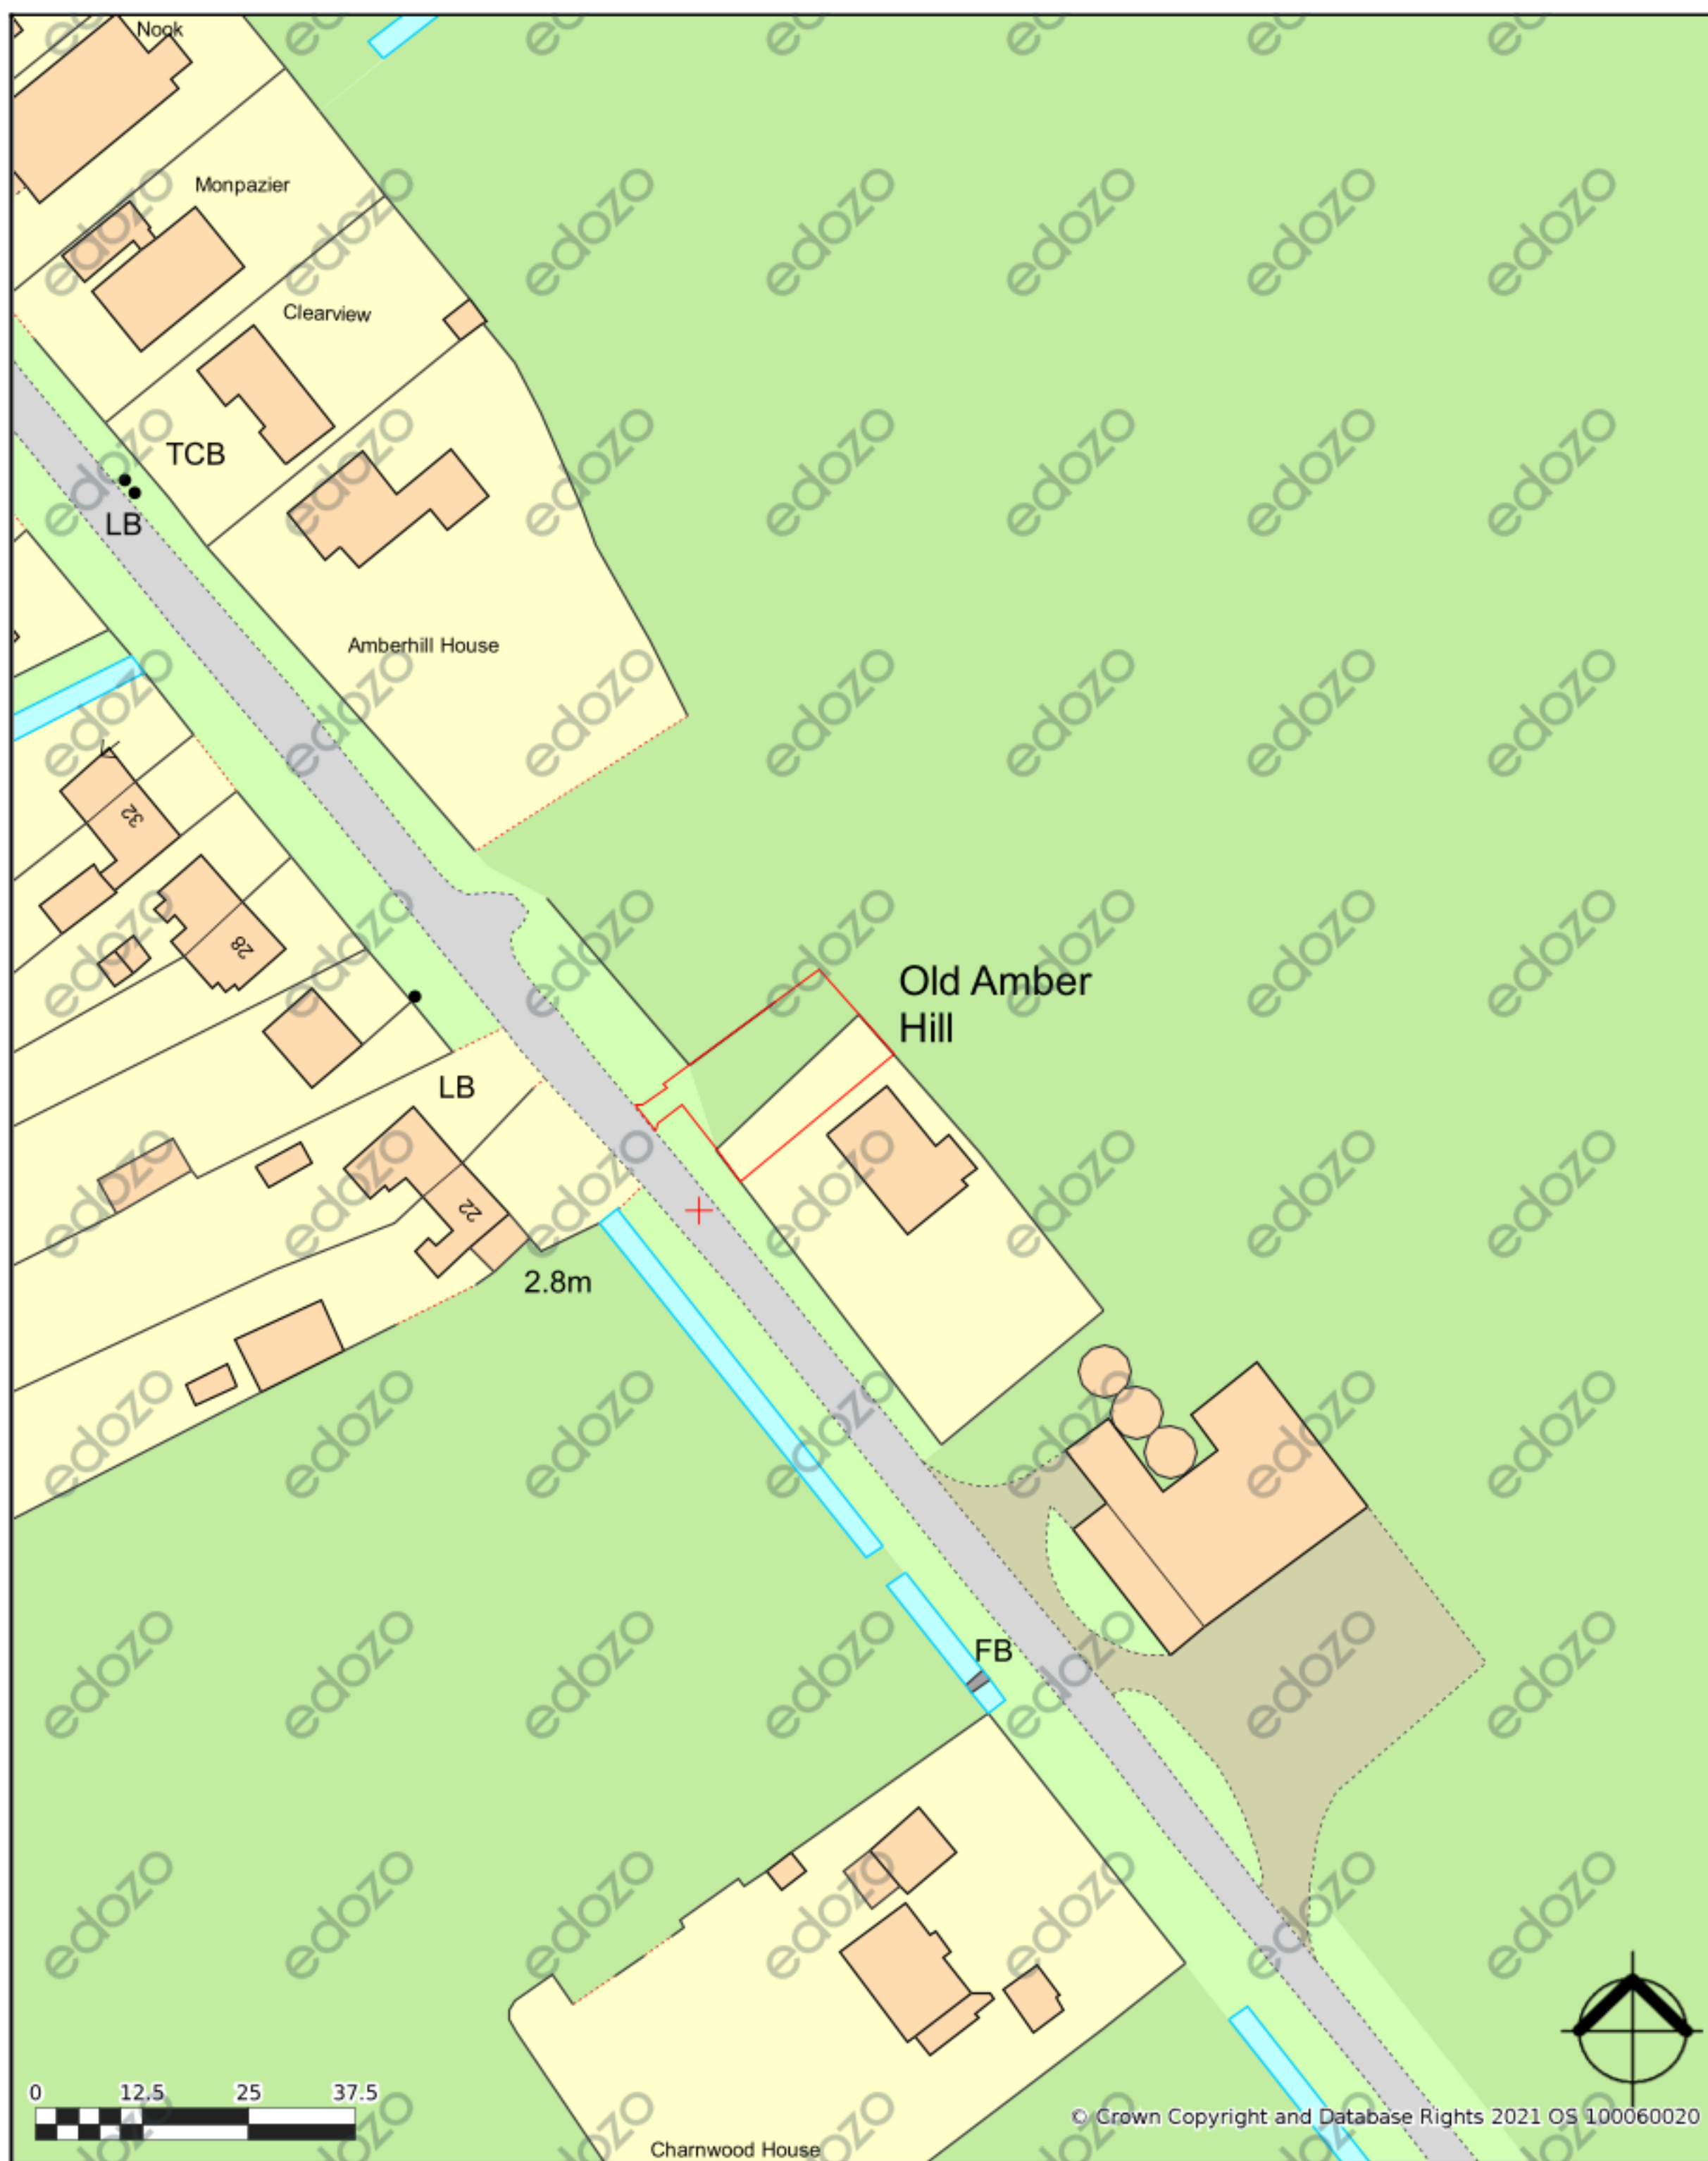 Nook
Monpazier
Clearview
TCB
LB
Amberhill House
32
28
Old Amber
Hill
LB
22
2.8m
FB
0 12.5 25 37.5
© Crown Copyright and Database Rights 2021 OS 100060020
Charnwood House
edozo